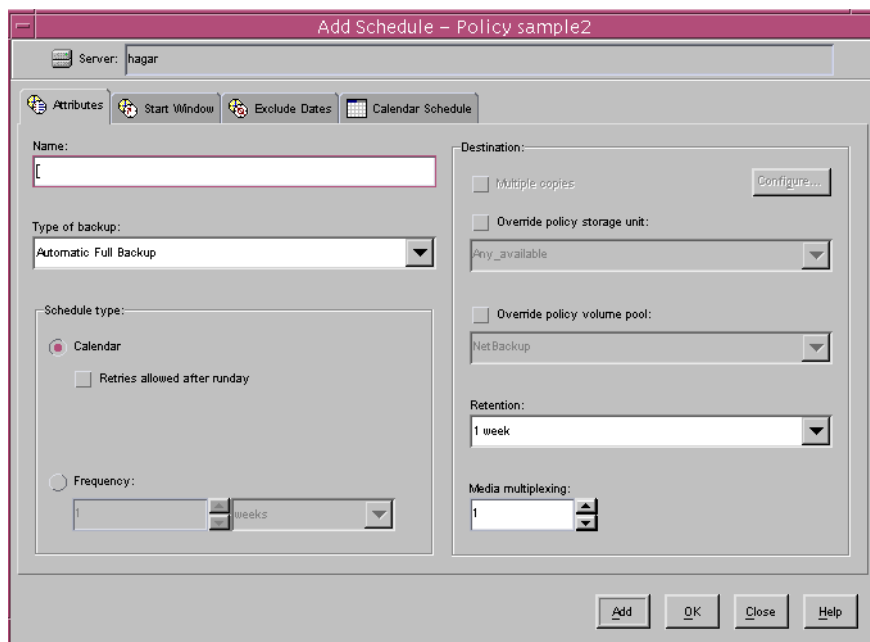 Add Schedule – Policy sample2
Server: hagar
Attributes Start Window Exclude Dates Calendar Schedule
Name:
Type of backup:
Automatic Full Backup
Schedule type:
Calendar
Retries allowed after runday
Frequency:
1 weeks
Destination:
Multiple copies Configure...
Override policy storage unit:
Any_available
Override policy volume pool:
NetBackup
Retention:
1 week
Media multiplexing:
1
Add OK Close Help